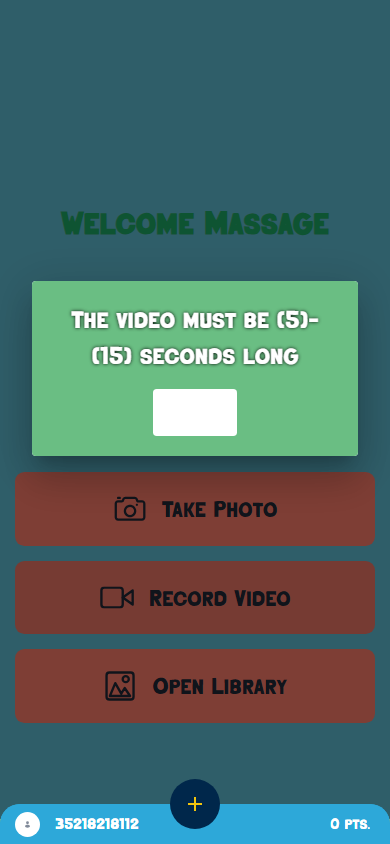 Welcome Massage
The video must be (5)-
(15) seconds long
Take Photo
Record Video
Open Library
35218218112
0 pts.